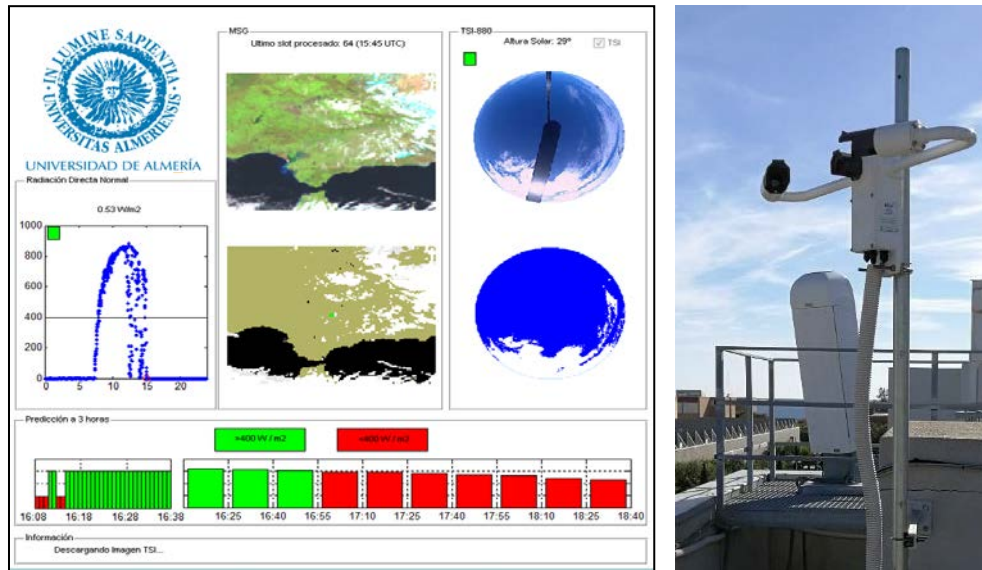 IN LUMINE SAPIENTIA
UNIVERSITAS ALMERIENSIS
UNIVERSIDAD DE ALMERÍA
Radiación Directa Normal
0.53 W/m2
1000
800
600
400
200
0
0 5 10 15 20
MSG
Ultimo slot procesado: 64 (15:45 UTC)
TSI-880
Altura Solar: 29º
TSI
Predicción a 3 horas
>400 W / m2
<400 W / m2
16:08 16:18 16:28 16:38
16:25 16:40 16:55 17:10 17:25 17:40 17:55 18:10 18:25 18:40
Información
Descargando Imagen TSI...